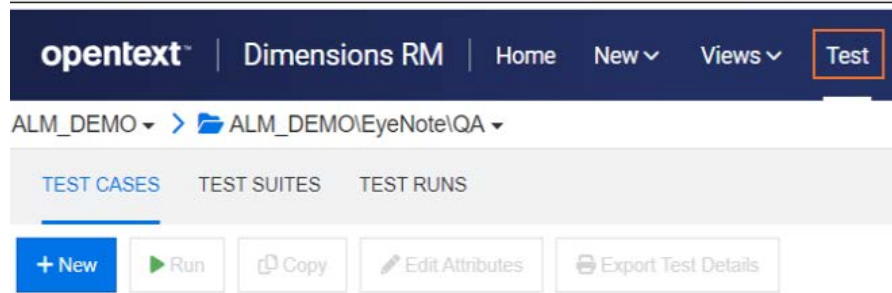 opentext™ | Dimensions RM | Home New Views Test
ALM_DEMO > ALM_DEMO\EyeNote\QA
TEST CASES TEST SUITES TEST RUNS
+ New Run Copy Edit Attributes Export Test Details